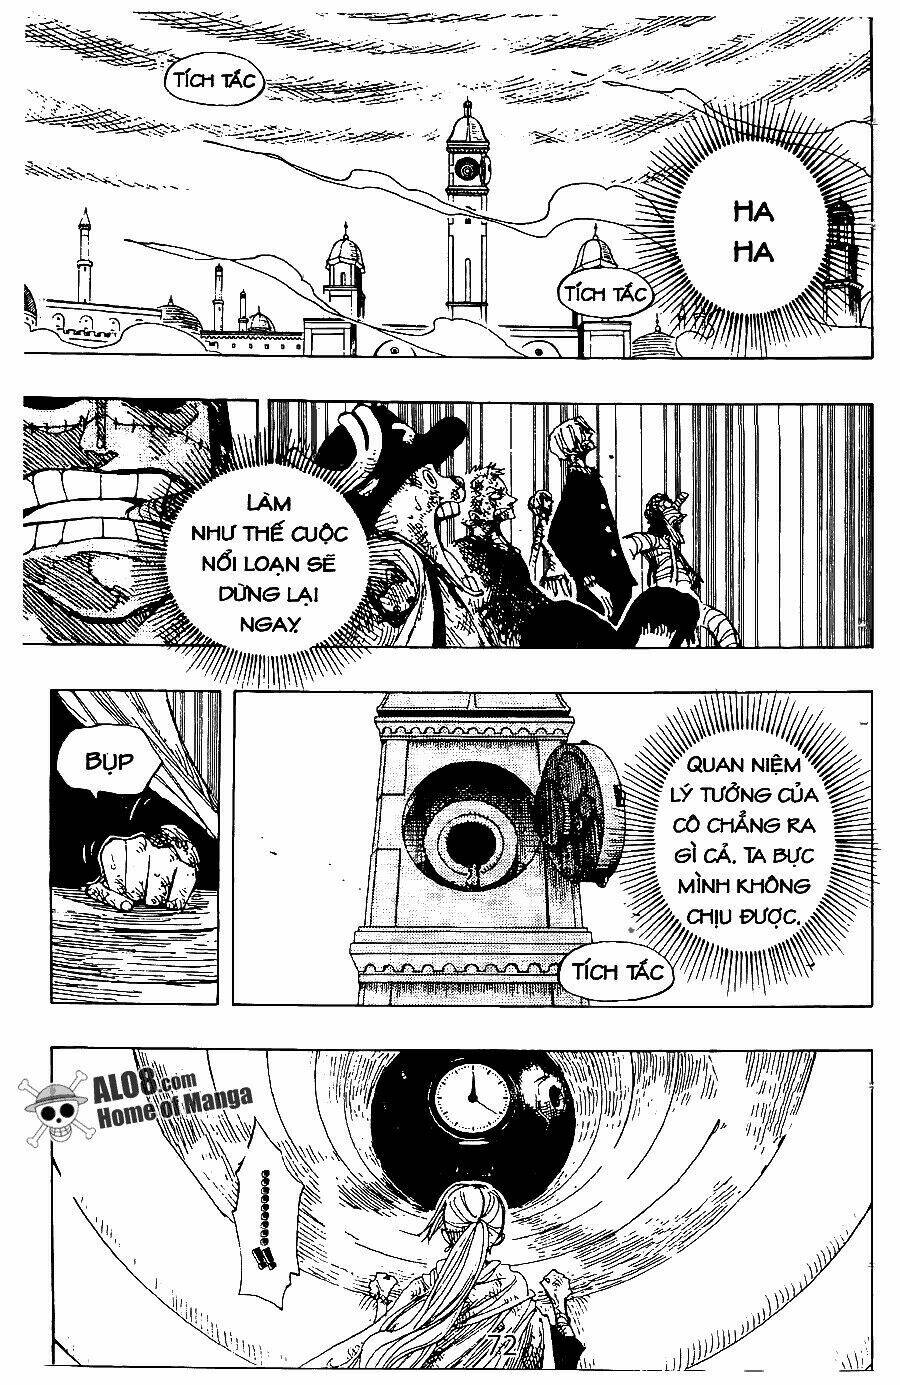 TÍCH TẮC
HA
HA
TÍCH TẮC
LÀM
NHƯ THẾ CUỘC
NỔI LOẠN SẼ
DỪNG LẠI
NGAY.
BỤP
QUAN NIỆM
LÝ TƯỞNG CỦA
CÔ CHẲNG RA
GÌ CẢ. TA BỰC
MÌNH KHÔNG
CHỊU ĐƯỢC.
TÍCH TẮC
AL08.com
Home of Manga
.......!!
72